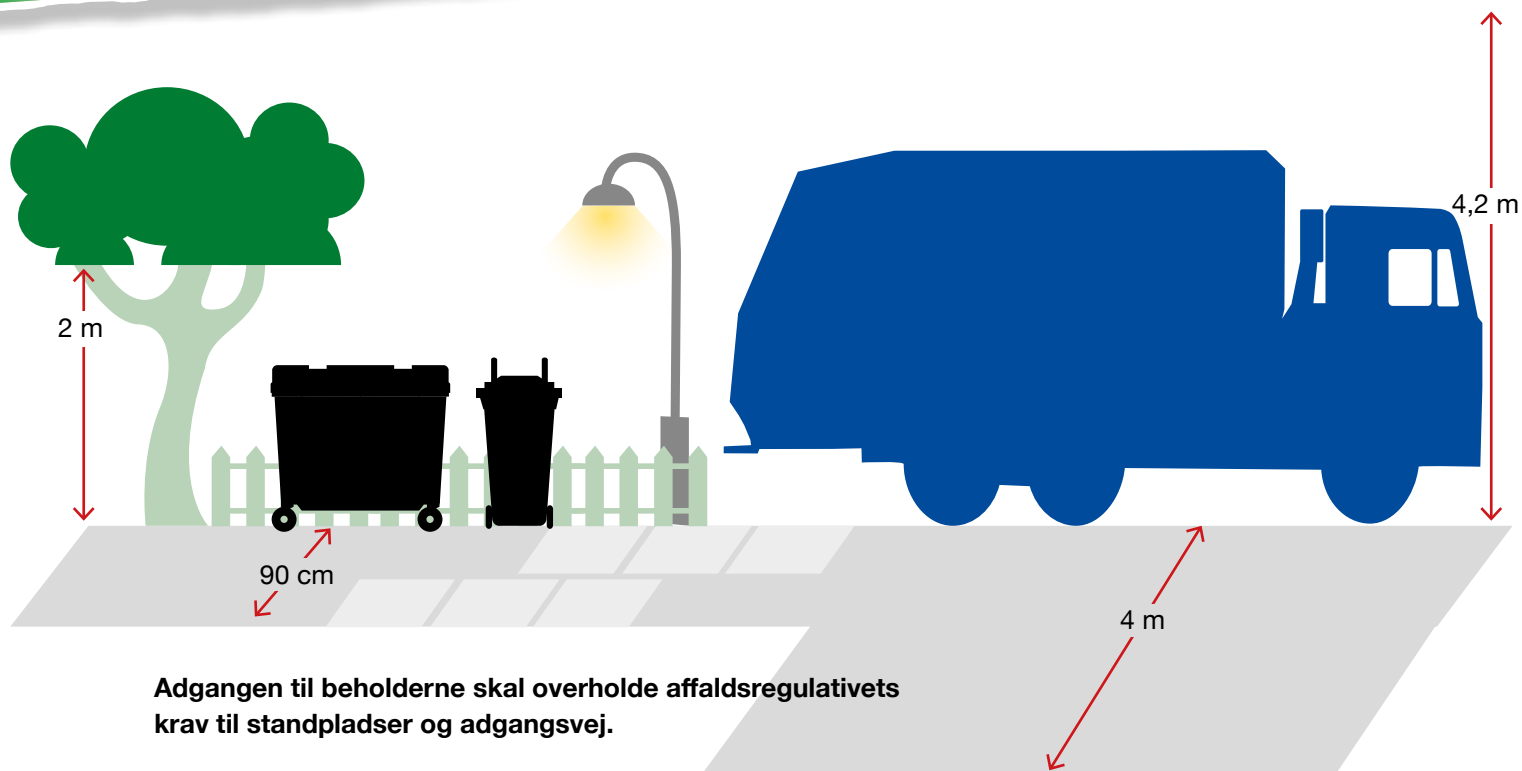 4,2 m
2 m
90 cm
4 m
Adgangen til beholderne skal overholde affaldsregulativets
krav til standpladser og adgangsvej.